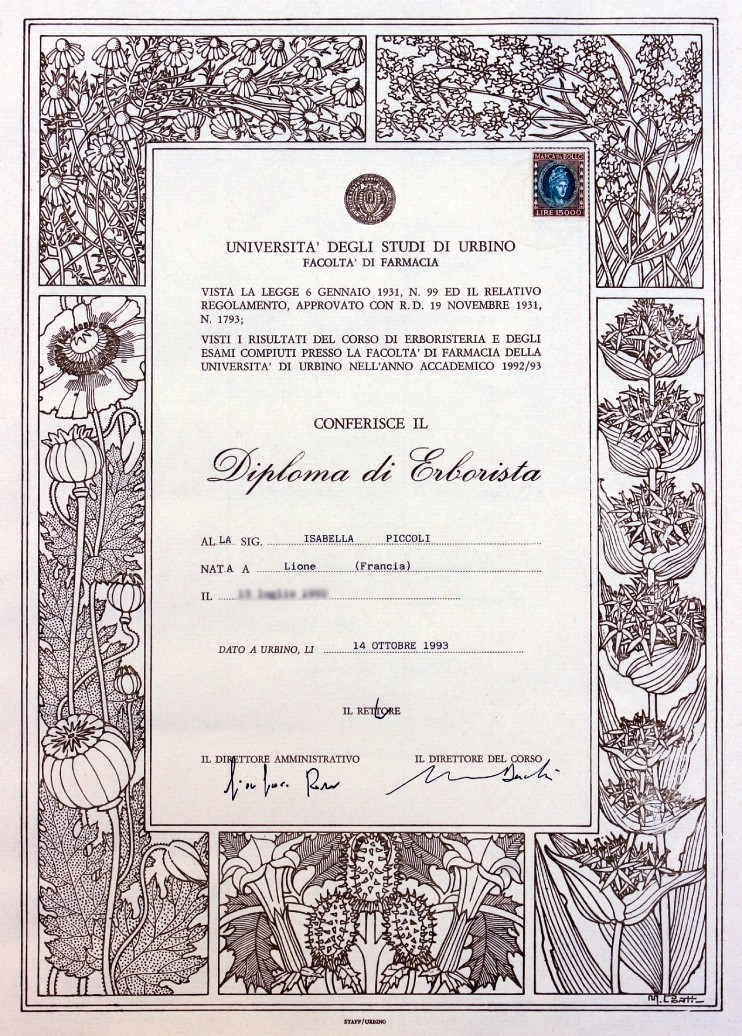 MARCA DA BOLLO
LIRE 15000
UNIVERSITA' DEGLI STUDI DI URBINO
FACOLTA' DI FARMACIA
VISTA LA LEGGE 6 GENNAIO 1931, N. 99 ED IL RELATIVO
REGOLAMENTO, APPROVATO CON R. D. 19 NOVEMBRE 1931,
N. 1793;
VISTI I RISULTATI DEL CORSO DI ERBORISTERIA E DEGLI
ESAMI COMPIUTI PRESSO LA FACOLTA' DI FARMACIA DELLA
UNIVERSITA' DI URBINO NELL'ANNO ACCADEMICO 1992/93
CONFERISCE IL
Diploma di Erborista
AL LA SIG. ISABELLA PICCOLI
NATA A Lione (Francia)
IL
DATO A URBINO, LI 14 OTTOBRE 1993
IL RETTORE
IL DIRETTORE AMMINISTRATIVO IL DIRETTORE DEL CORSO
STAFF/URBINO